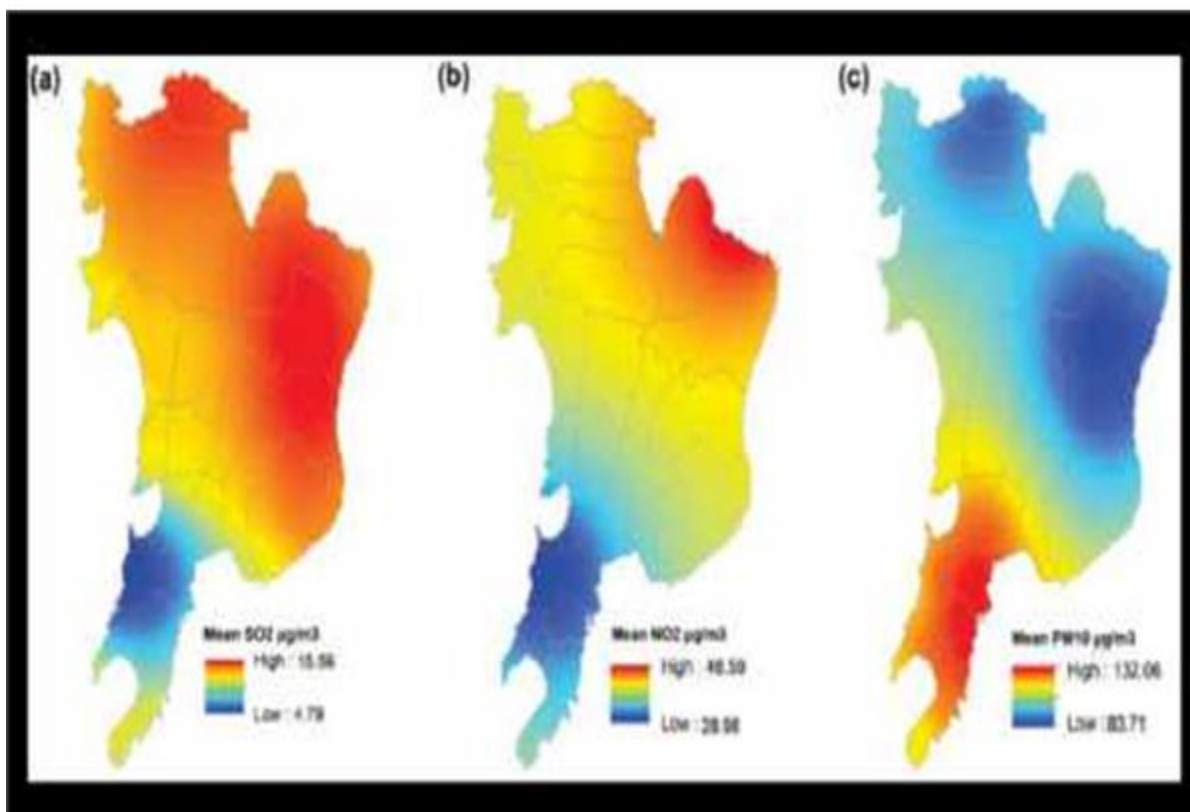 (a)
(b)
(c)
Mean SO2 µg/m3
High : 15.56
Low : 4.79
Mean NO2 µg/m3
High : 46.59
Low : 28.98
Mean PM10 µg/m3
High : 132.06
Low : 83.71